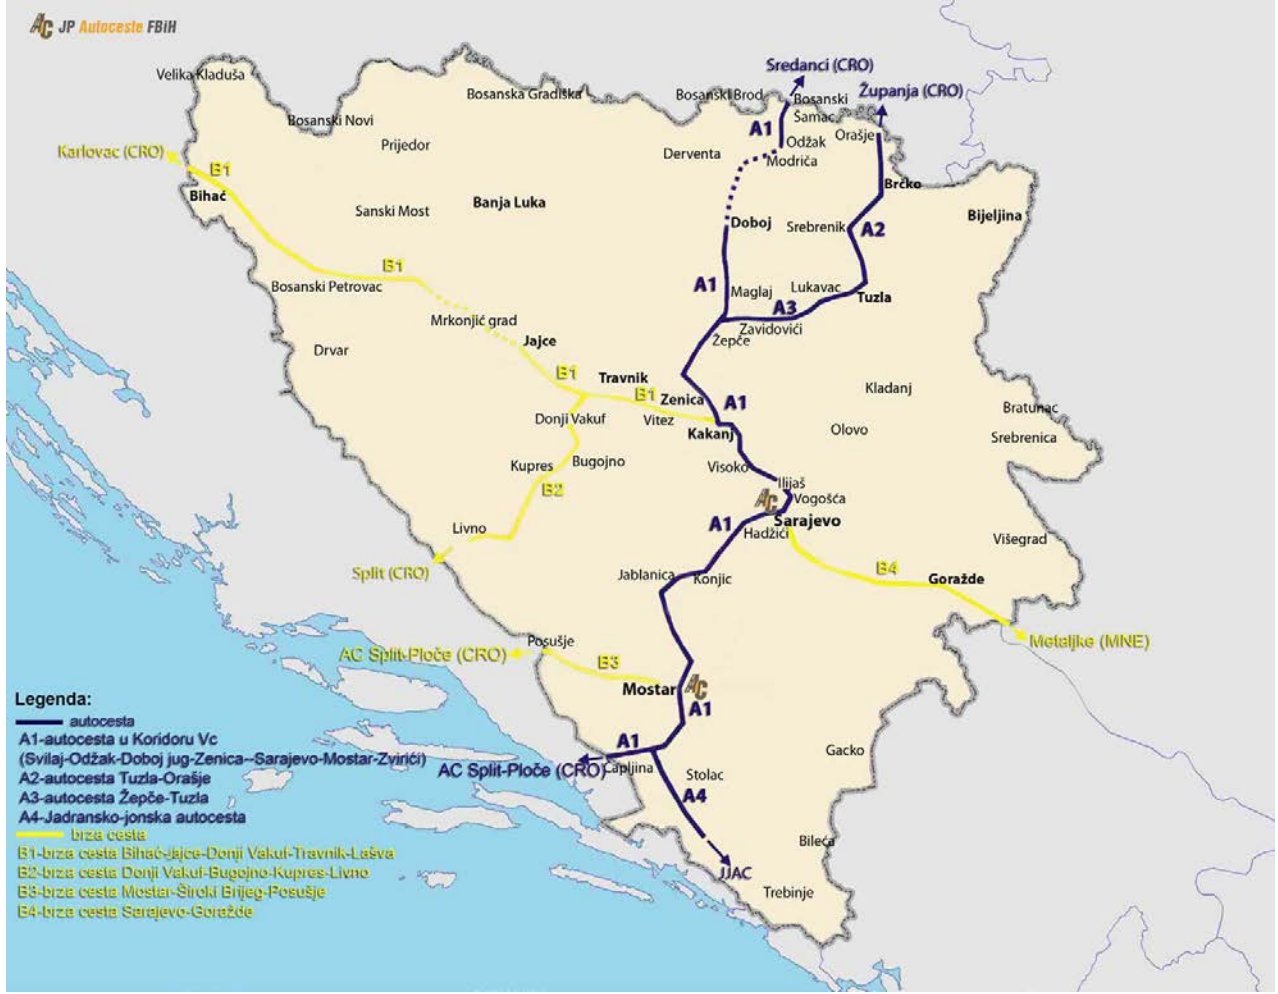 JP Autoceste FBiH
Sredanci (CRO)
Velika Kladuša
Županja (CRO)
Bosanska Gradiška
Bosanski Brod
Bosanski
Šamac
Bosanski Novi
A1
Orašje
Prijedor
Odžak
Karlovac (CRO)
Derventa
Modriča
B1
Bihać
Brčko
Banja Luka
Sanski Most
Bijeljina
Doboj
Srebrenik
A2
B1
A1
Bosanski Petrovac
Maglaj
Lukavac
Tuzla
A3
Mrkonjić grad
Zavidovići
Jajce
Žepče
Drvar
B1
Travnik
Kladanj
B1
Zenica
A1
Bratunac
Donji Vakuf
Vitez
Kakanj
Olovo
Srebrenica
Kupres
Bugojno
Visoko
Ilijaš
B2
Vogošća
Livno
A1
Sarajevo
Hadžići
Višegrad
Split (CRO)
Jablanica
Konjic
B4
Goražde
Posušje
Metaljke (MNE)
AC Split-Ploče (CRO)
B3
Mostar
A1
Legenda:
autocesta
A1-autocesta u Koridoru Vc
(Svilaj-Odžak-Doboj jug-Zenica--Sarajevo-Mostar-Zvirići)
A2-autocesta Tuzla-Orašje
A3-autocesta Žepče-Tuzla
A4-Jadransko-jonska autocesta
brza cesta
B1-brza cesta Bihać-Jajce-Donji Vakuf-Travnik-Lašva
B2-brza cesta Donji Vakuf-Bugojno-Kupres-Livno
B3-brza cesta Mostar-Široki Brijeg-Posušje
B4-brza cesta Sarajevo-Goražde
A1
Gacko
AC Split-Ploče (CRO)
Čapljina
Stolac
A4
Bileća
JJAC
Trebinje